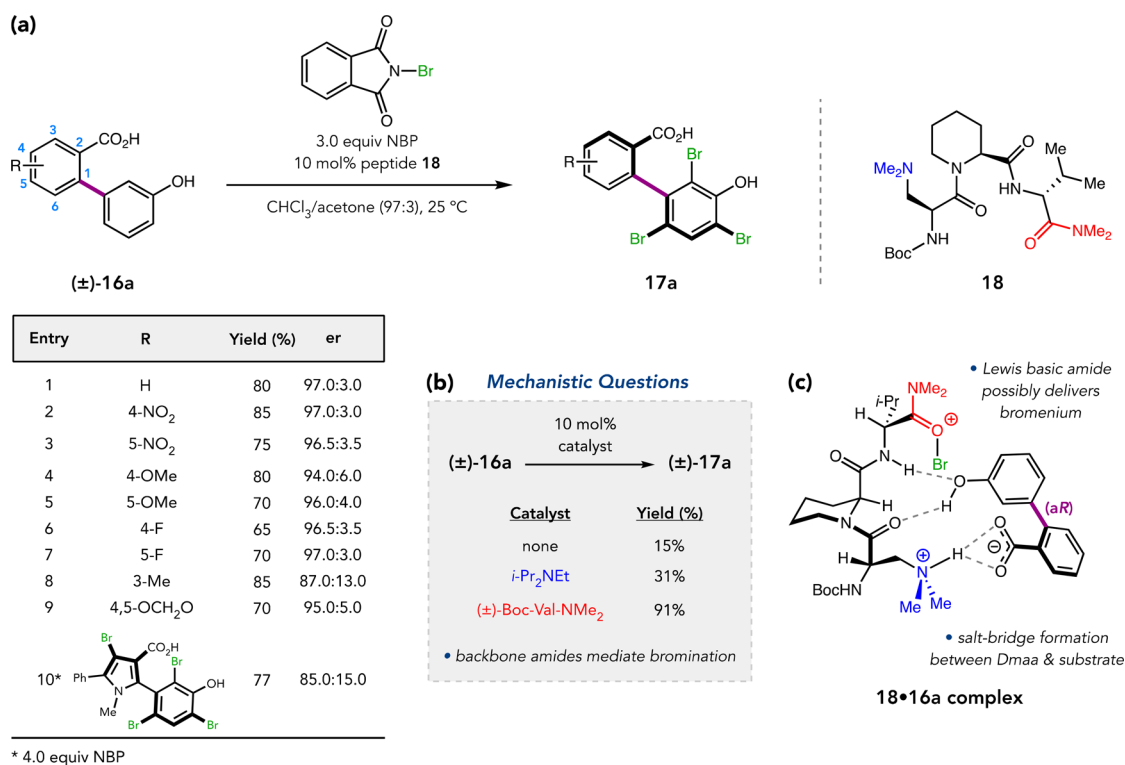 (a)
O
N
Br
O
3.0 equiv NBP
10 mol% peptide 18
CHCl3/acetone (97:3), 25 ºC
3
4
2
CO2H
R
1
5
6
OH
(±)-16a
CO2H
Br
R
OH
Br
Br
17a
Me2N
N
O
Me
N
H
Me
O
O
NMe2
NH
Boc
18
Entry R Yield (%) er
1 H 80 97.0:3.0
2 4-NO2 85 97.0:3.0
3 5-NO2 75 96.5:3.5
4 4-OMe 80 94.0:6.0
5 5-OMe 70 96.0:4.0
6 4-F 65 96.5:3.5
7 5-F 70 97.0:3.0
8 3-Me 85 87.0:13.0
9 4,5-OCH2O 70 95.0:5.0
Br
CO2H
Br
10* Ph OH 77 85.0:15.0
N
Me
Br
Br
* 4.0 equiv NBP
(b) Mechanistic Questions
10 mol%
catalyst
(±)-16a (±)-17a
Catalyst Yield (%)
none 15%
i-Pr2NEt 31%
(±)-Boc-Val-NMe2 91%
• backbone amides mediate bromination
(c)
• Lewis basic amide
possibly delivers
bromenium
NMe2
i-Pr
H
O
⊕
Br
O
N
H
O
H
H
N
O
(aR)
O
⊖
O
H
⊕
N
H
BocHN
Me
Me
• salt-bridge formation
between Dmaa & substrate
18•16a complex